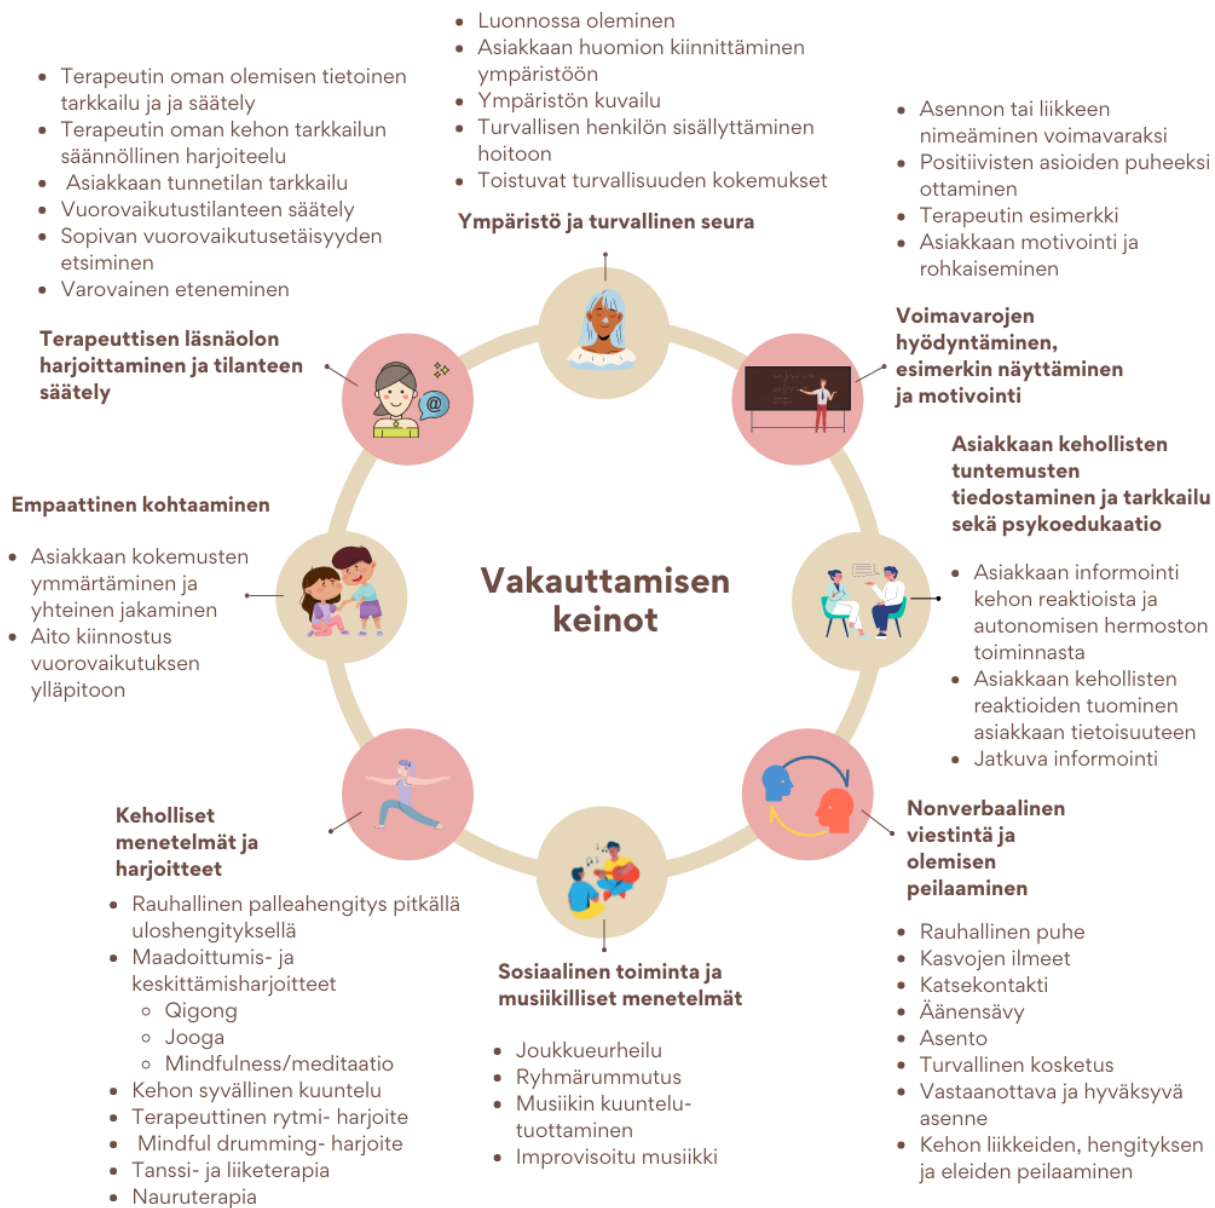 Luonnossa oleminen
Asiakkaan huomion kiinnittäminen
ympäristöön
Ympäristön kuvailu
Turvallisen henkilön sisällyttäminen
hoitoon
Toistuvat turvallisuuden kokemukset
Ympäristö ja turvallinen seura
Terapeutin oman olemisen tietoinen
tarkkailu ja ja säätely
Terapeutin oman kehon tarkkailun
säännöllinen harjoiteelu
Asiakkaan tunnetilan tarkkailu
Vuorovaikutustilanteen säätely
Sopivan vuorovaikutusetäisyyden
etsiminen
Varovainen eteneminen
Terapeuttisen läsnäolon
harjoittaminen ja tilanteen
säätely
Asennon tai liikkeen
nimeäminen voimavaraksi
Positiivisten asioiden puheeksi
ottaminen
Terapeutin esimerkki
Asiakkaan motivointi ja
rohkaiseminen
Voimavarojen
hyödyntäminen,
esimerkin näyttäminen
ja motivointi
@
Asiakkaan kehollisten
tuntemusten
tiedostaminen ja tarkkailu
sekä psykoedukaatio
Asiakkaan informointi
kehon reaktioista ja
autonomisen hermoston
toiminnasta
Asiakkaan kehollisten
reaktioiden tuominen
asiakkaan tietoisuuteen
Jatkuva informointi
Empaattinen kohtaaminen
Asiakkaan kokemusten
ymmärtäminen ja
yhteinen jakaminen
Aito kiinnostus
vuorovaikutuksen
ylläpitoon
Vakauttamisen
keinot
Keholliset
menetelmät ja
harjoitteet
Rauhallinen palleahengitys pitkällä
uloshengityksellä
Maadoittumis- ja
keskittämisharjoitteet
Qigong
Jooga
Mindfulness/meditaatio
Kehon syvällinen kuuntelu
Terapeuttinen rytmi- harjoite
Mindful drumming- harjoite
Tanssi- ja liiketerapia
Nauruterapia
Sosiaalinen toiminta ja
musiikilliset menetelmät
Joukkueurheilu
Ryhmärummutus
Musiikin kuuntelu-
tuottaminen
Improvisoitu musiikki
Nonverbaalinen
viestintä ja
olemisen
peilaaminen
Rauhallinen puhe
Kasvojen ilmeet
Katsekontakti
Äänensävy
Asento
Turvallinen kosketus
Vastaanottava ja hyväksyvä
asenne
Kehon liikkeiden, hengityksen
ja eleiden peilaaminen